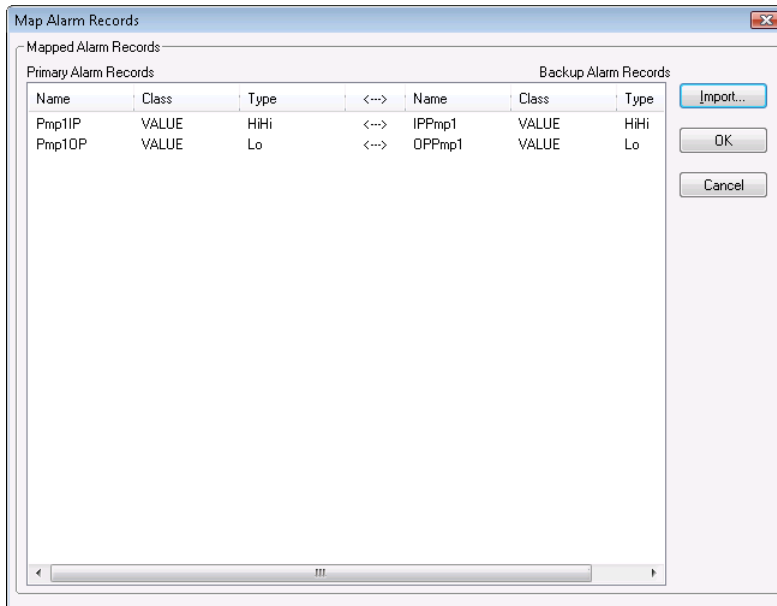 Map Alarm Records
Mapped Alarm Records
Primary Alarm Records Backup Alarm Records
Name Class Type <---> Name Class Type
Pmp1IP VALUE HiHi <---> IPPmp1 VALUE HiHi
Pmp1OP VALUE Lo <---> OPPmp1 VALUE Lo
Import...
OK
Cancel